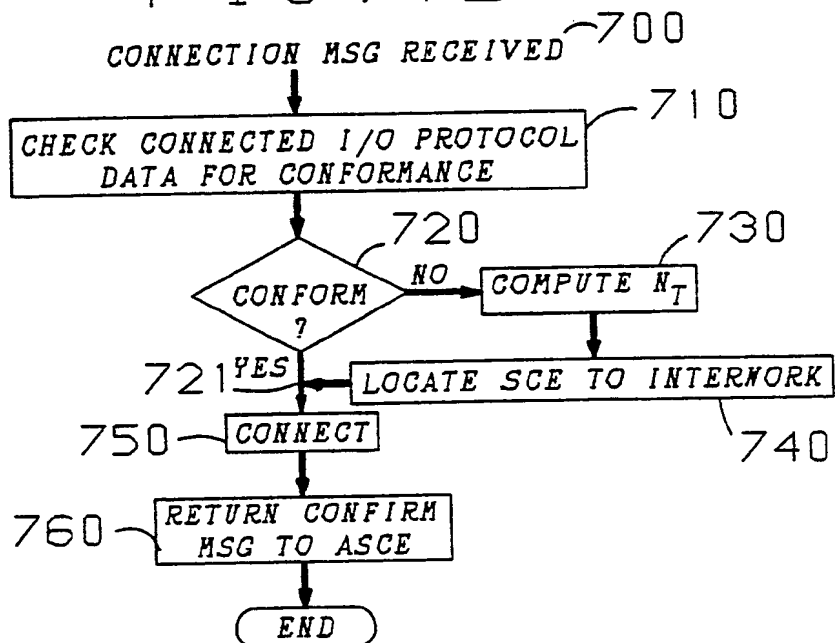 CONNECTION MSG RECEIVED 700
710
CHECK CONNECTED I/O PROTOCOL
DATA FOR CONFORMANCE
720
730
CONFORM
?
NO
COMPUTE N_T
721 YES
LOCATE SCE TO INTERWORK
740
750 CONNECT
760
RETURN CONFIRM
MSG TO ASCE
END